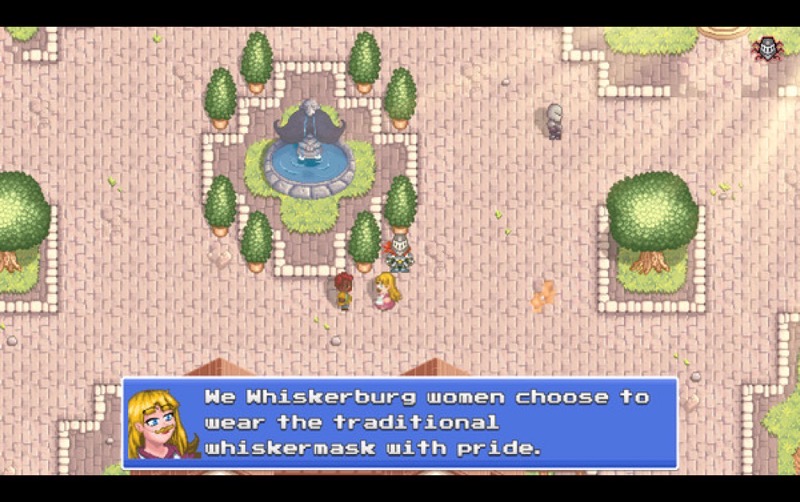 We Whiskerburg women choose to
wear the traditional
whiskermask with pride.